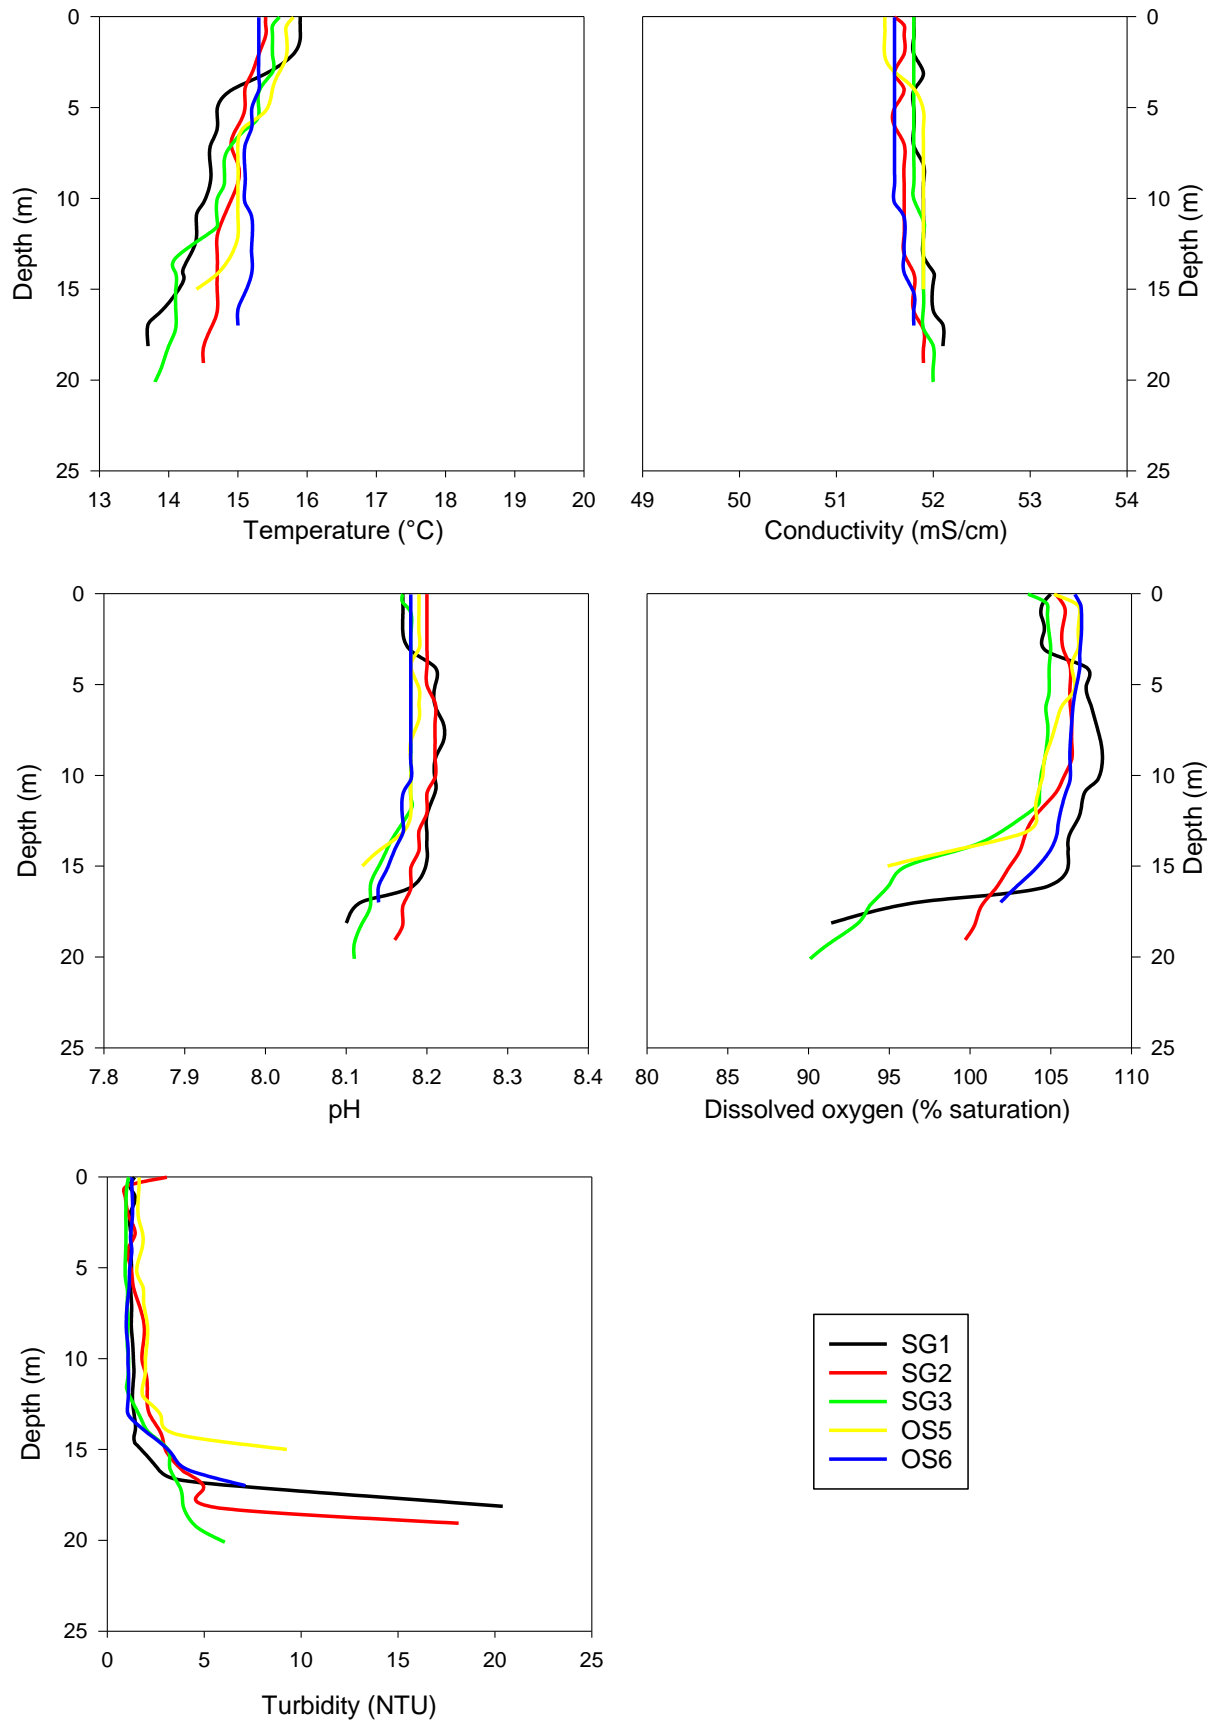 0
5
10
15
20
25
Depth (m)
13 14 15 16 17 18 19 20
Temperature (°C)
0
5
10
15
20
25
Depth (m)
49 50 51 52 53 54
Conductivity (mS/cm)
0
5
10
15
20
25
Depth (m)
7.8 7.9 8.0 8.1 8.2 8.3 8.4
pH
0
5
10
15
20
25
Depth (m)
80 85 90 95 100 105 110
Dissolved oxygen (% saturation)
0
5
10
15
20
25
Depth (m)
0 5 10 15 20 25
Turbidity (NTU)
SG1
SG2
SG3
OS5
OS6